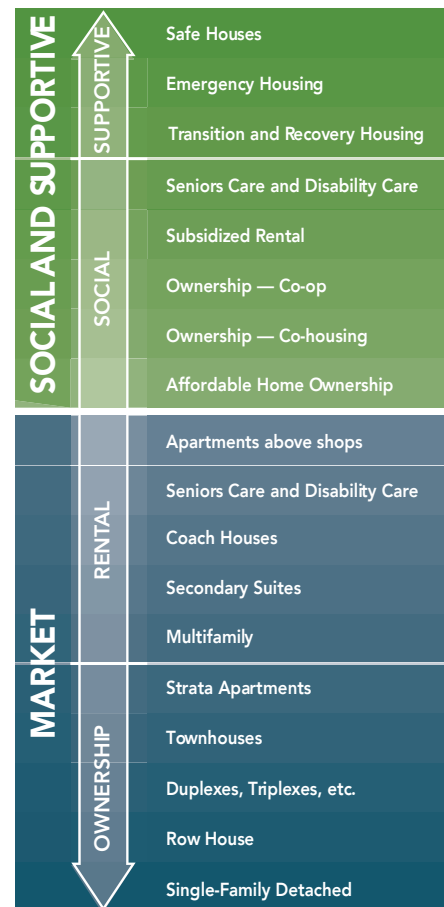 SOCIAL AND SUPPORTIVE
SUPPORTIVE
Safe Houses
Emergency Housing
Transition and Recovery Housing
SOCIAL
Seniors Care and Disability Care
Subsidized Rental
Ownership — Co-op
Ownership — Co-housing
Affordable Home Ownership
MARKET
RENTAL
Apartments above shops
Seniors Care and Disability Care
Coach Houses
Secondary Suites
Multifamily
OWNERSHIP
Strata Apartments
Townhouses
Duplexes, Triplexes, etc.
Row House
Single-Family Detached